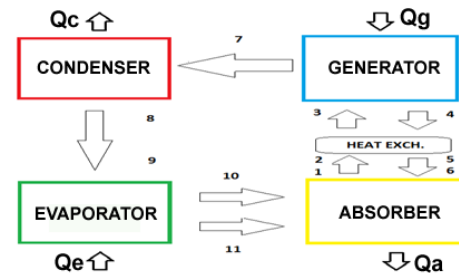 Qc Qg
7
CONDENSER GENERATOR
3 4
8
HEAT EXCH.
9 2 5
1 6
10
EVAPORATOR ABSORBER
11
Qe Qa